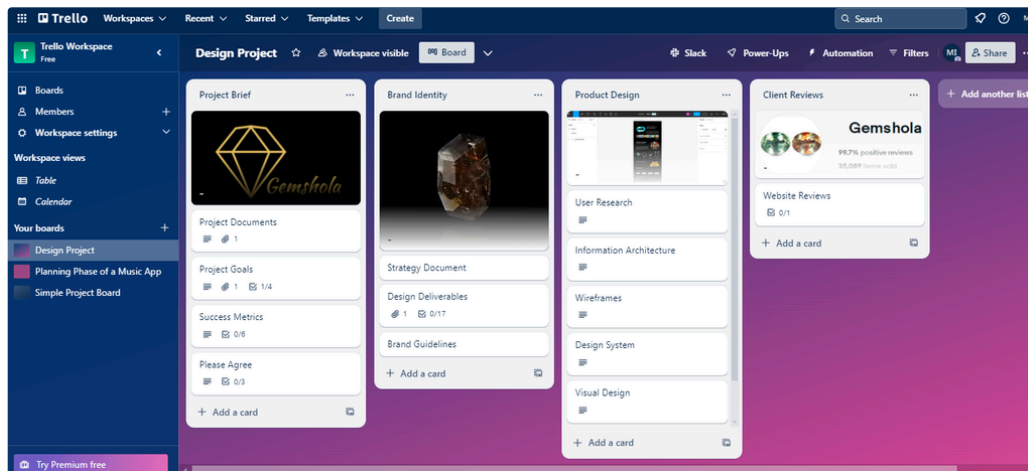 Trello Workspaces Recent Starred Templates Create Search
Trello Workspace
Free
Design Project Workspace visible Board Slack Power-Ups Automation Filters MI Share
Boards
Members
Workspace settings
Workspace views
Table
Calendar
Your boards
Design Project
Planning Phase of a Music App
Simple Project Board
Try Premium free
Project Brief
Gemshola
Project Documents
1
Project Goals
1 1/4
Success Metrics
0/6
Please Agree
0/3
+ Add a card
Brand Identity
Strategy Document
Design Deliverables
1 0/17
Brand Guidelines
+ Add a card
Product Design
User Research
Information Architecture
Wireframes
Design System
Visual Design
+ Add a card
Client Reviews
Gemshola
99.7% positive reviews
Website Reviews
0/1
+ Add a card
+ Add another list